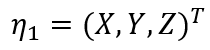 η₁ = (X, Y, Z)ᵀ